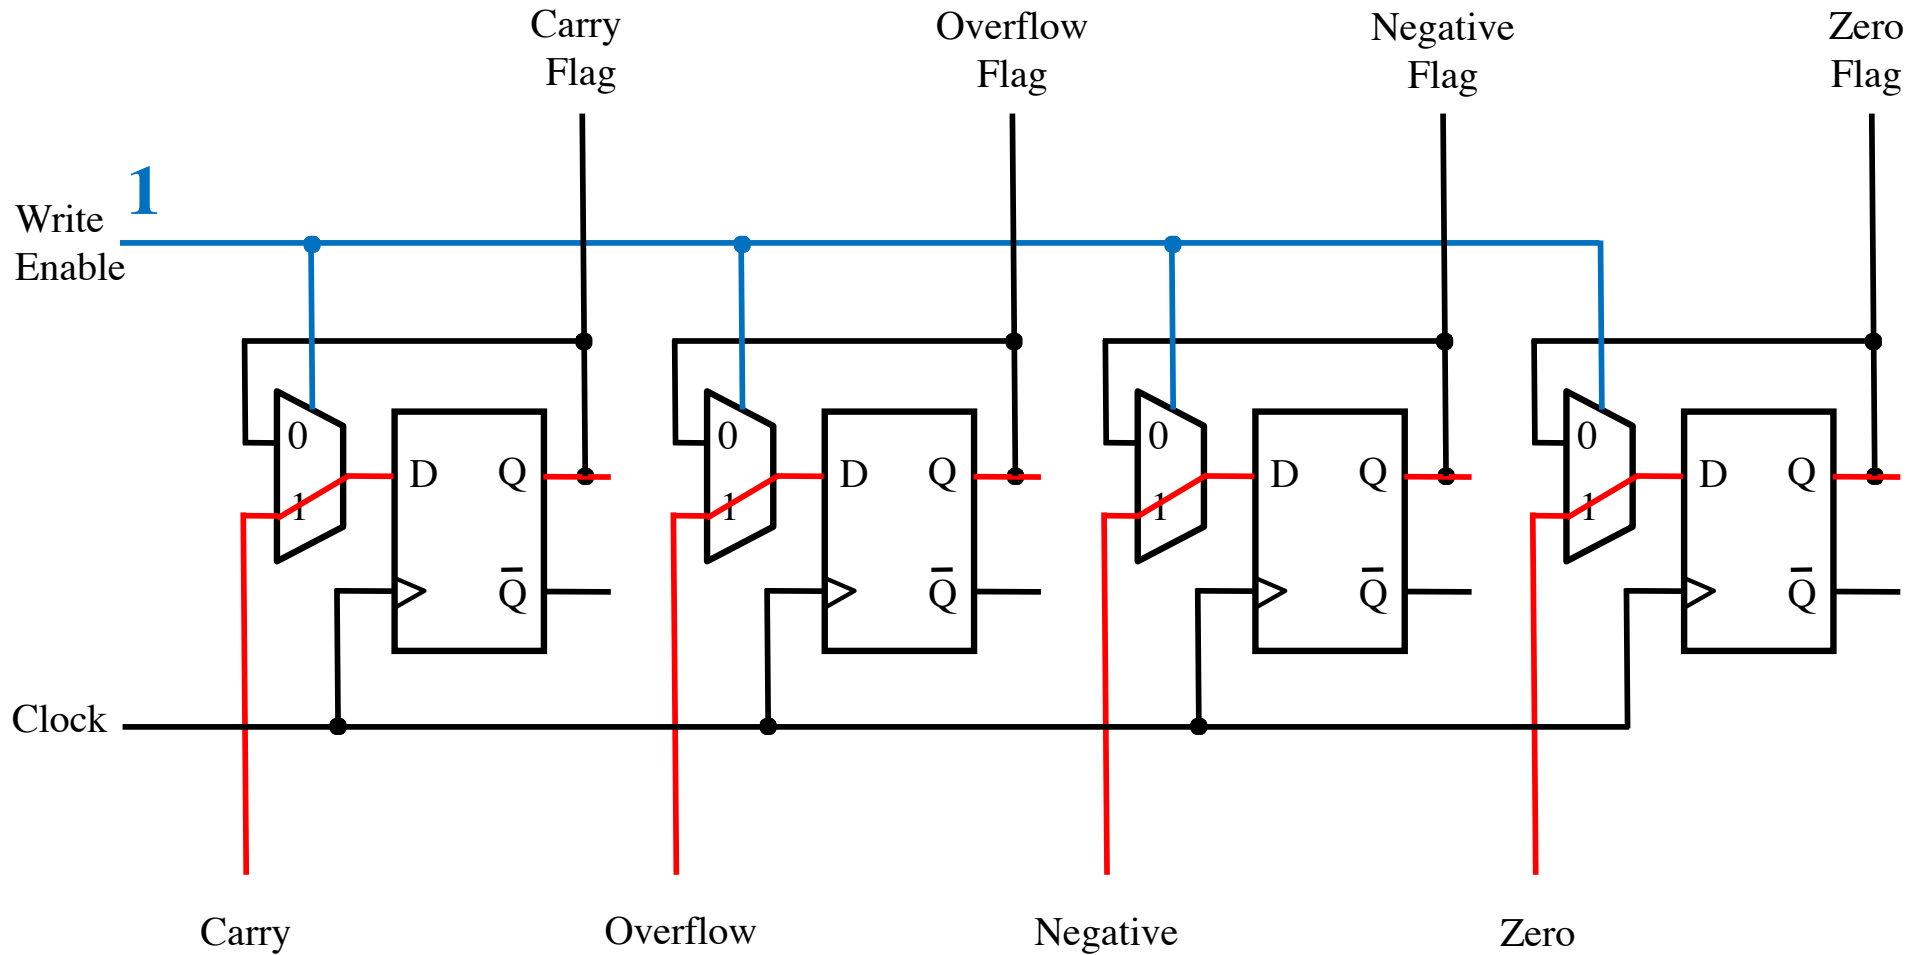 Carry
Flag
Overflow
Flag
Negative
Flag
Zero
Flag
1
Write
Enable
0
1
D
Q
Q̅
0
1
D
Q
Q̅
0
1
D
Q
Q̅
0
1
D
Q
Q̅
Clock
Carry
Overflow
Negative
Zero